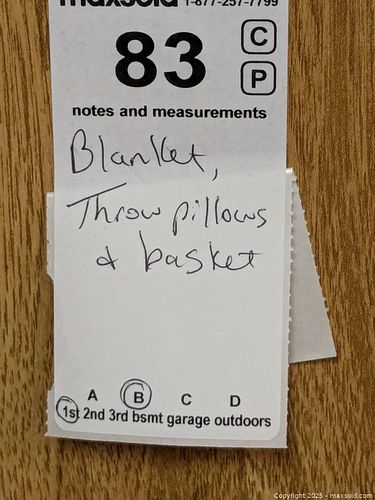 maxsold 1-877-257-7799
83 C
P
notes and measurements
Blanket,
Throw pillows
& basket
A B C D
1st 2nd 3rd bsmt garage outdoors
Copyright 2025 - maxsold.com